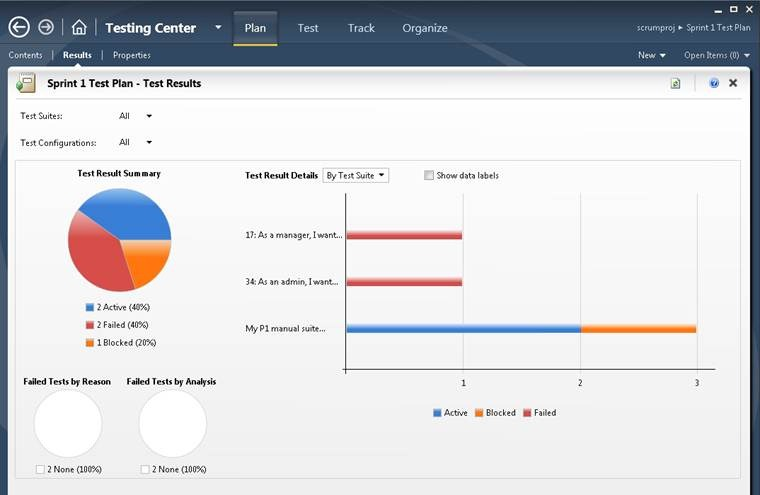 Testing Center
Plan
Test
Track
Organize
scrumproj ▸ Sprint 1 Test Plan
Contents
Results
Properties
New
Open Items (0)
Sprint 1 Test Plan - Test Results
Test Suites: All
Test Configurations: All
Test Result Summary
2 Active (40%)
2 Failed (40%)
1 Blocked (20%)
Failed Tests by Reason
2 None (100%)
Failed Tests by Analysis
2 None (100%)
Test Result Details
By Test Suite
Show data labels
17: As a manager, I want...
34: As an admin, I want...
My P1 manual suite...
1 2 3
Active Blocked Failed